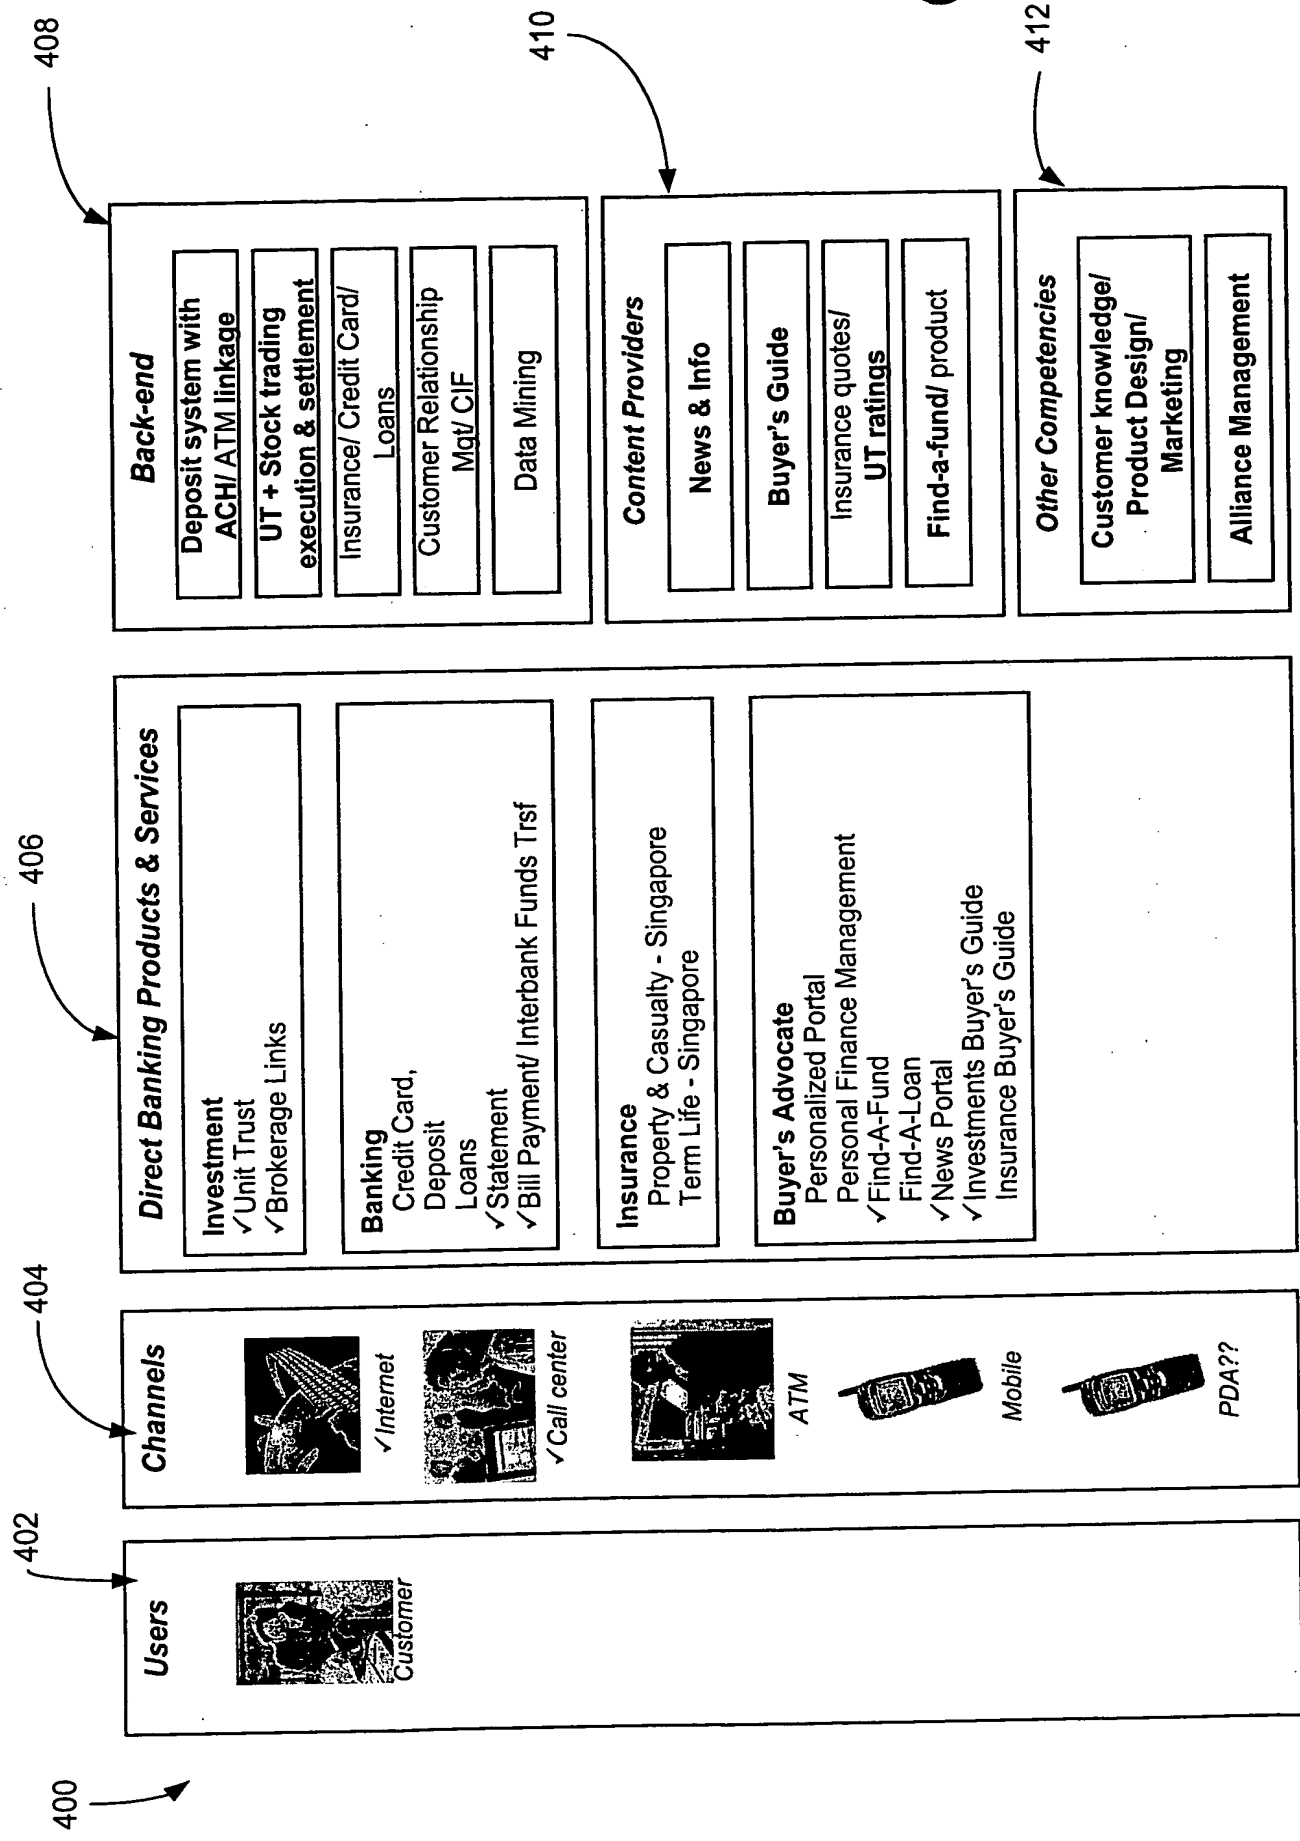 400
402
Users
Customer
404
Channels
✓Internet
✓Call center
ATM
Mobile
PDA??
406
Direct Banking Products & Services
Investment
✓Unit Trust
✓Brokerage Links
Banking
Credit Card,
Deposit
Loans
✓Statement
✓Bill Payment/ Interbank Funds Trsf
Insurance
Property & Casualty - Singapore
Term Life - Singapore
Buyer's Advocate
Personalized Portal
Personal Finance Management
✓Find-A-Fund
Find-A-Loan
✓News Portal
✓Investments Buyer's Guide
Insurance Buyer's Guide
408
Back-end
Deposit system with
ACH/ ATM linkage
UT + Stock trading
execution & settlement
Insurance/ Credit Card/
Loans
Customer Relationship
Mgt/ CIF
Data Mining
410
Content Providers
News & Info
Buyer's Guide
Insurance quotes/
UT ratings
Find-a-fund/ product
412
Other Competencies
Customer knowledge/
Product Design/
Marketing
Alliance Management